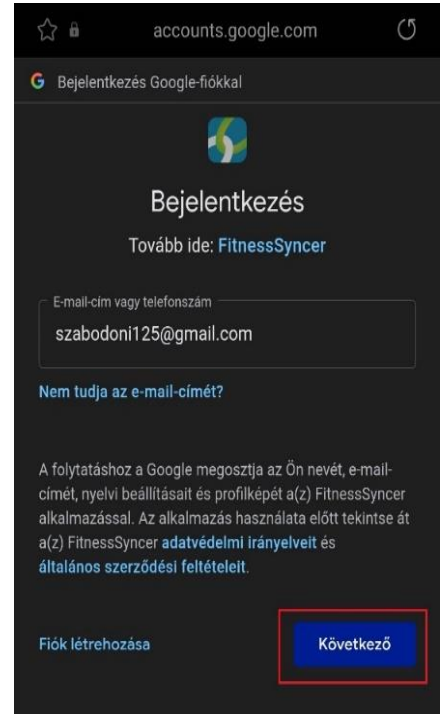 accounts.google.com
G Bejelentkezés Google-fiókkal
Bejelentkezés
Tovább ide: FitnessSyncer
E-mail-cím vagy telefonszám
szabodoni125@gmail.com
Nem tudja az e-mail-címét?
A folytatáshoz a Google megosztja az Ön nevét, e-mail-
címét, nyelvi beállításait és profilképét a(z) FitnessSyncer
alkalmazással. Az alkalmazás használata előtt tekintse át
a(z) FitnessSyncer adatvédelmi irányelveit és
általános szerződési feltételeit.
Fiók létrehozása
Következő